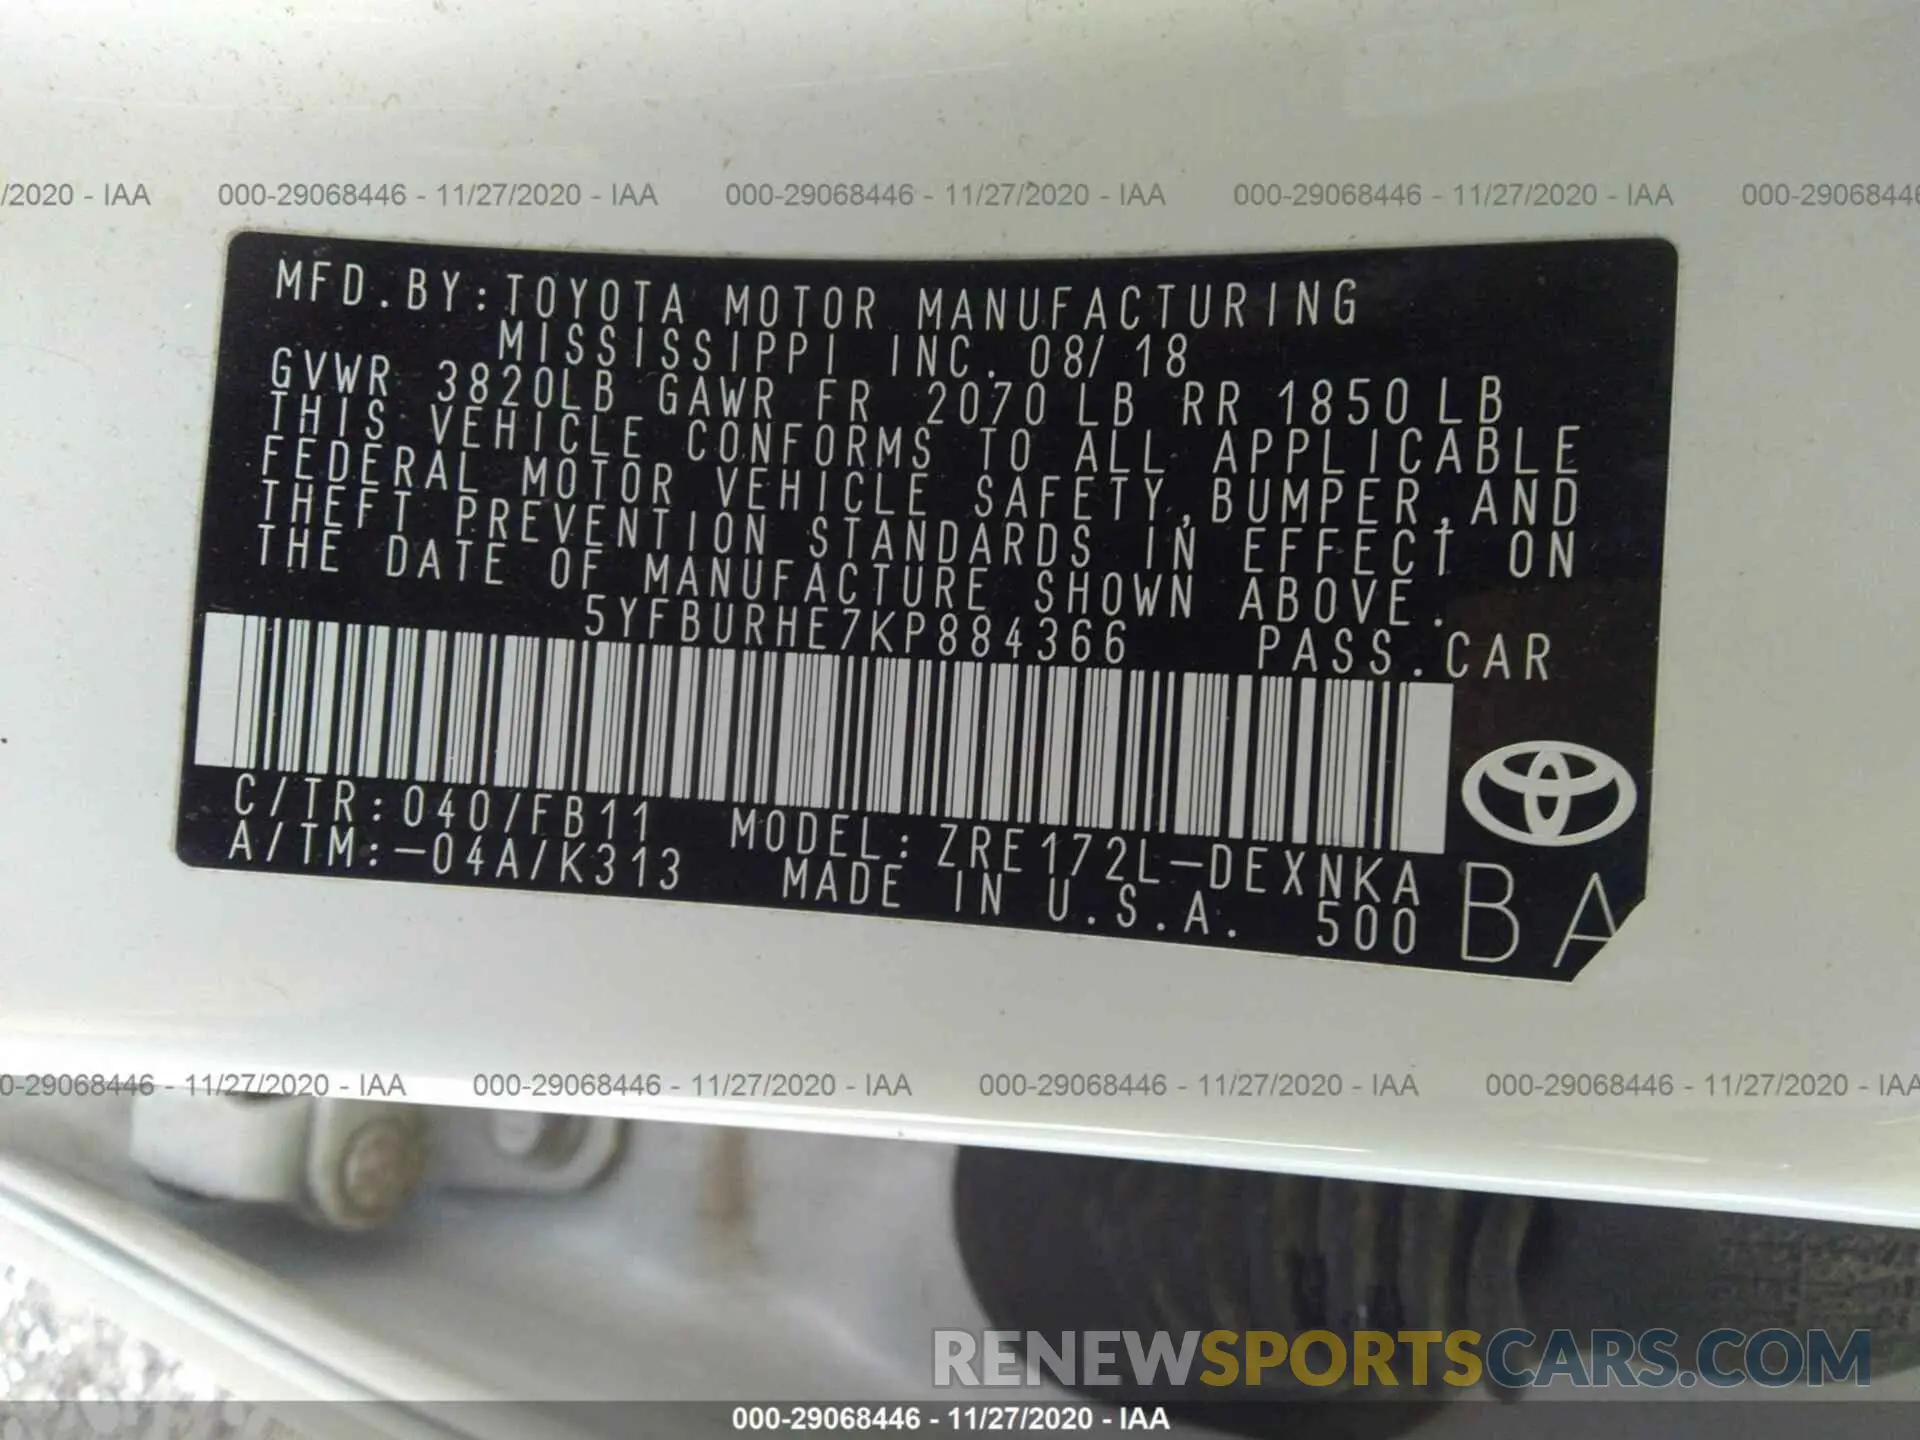 /2020 - IAA 000-29068446 - 11/27/2020 - IAA 000-29068446 - 11/27/2020 - IAA 000-29068446 - 11/27/2020 - IAA 000-29068446
MFD.BY:TOYOTA MOTOR MANUFACTURING
MISSISSIPPI INC. 08/ 18
GVWR 3820LB GAWR FR 2070 LB RR 1850 LB
THIS VEHICLE CONFORMS TO ALL APPLICABLE
FEDERAL MOTOR VEHICLE SAFETY,BUMPER,AND
THEFT PREVENTION STANDARDS IN EFFECT ON
THE DATE OF MANUFACTURE SHOWN ABOVE.
5YFBURHE7KP884366 PASS.CAR
C/TR:040/FB11 MODEL: ZRE172L-DEXNKA
A/TM:-04A/K313 MADE IN U.S.A. 500
BA
0-29068446 - 11/27/2020 - IAA 000-29068446 - 11/27/2020 - IAA 000-29068446 - 11/27/2020 - IAA 000-29068446 - 11/27/2020 - IAA
RENEWSPORTSCARS.COM
000-29068446 - 11/27/2020 - IAA